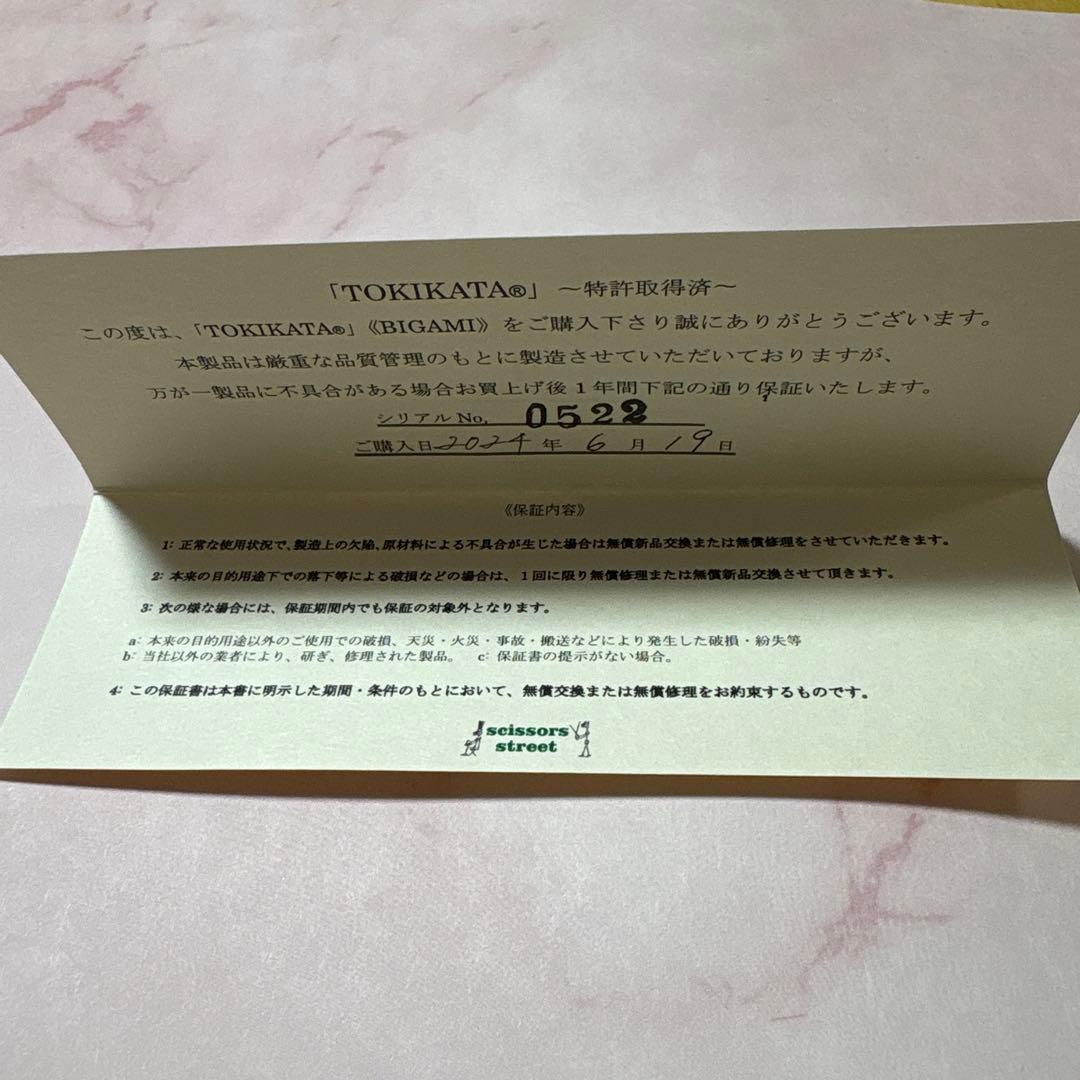 「TOKIKATA®」 ～特許取得済～
この度は、「TOKIKATA®」《BIGAMI》をご購入下さり誠にありがとうございます。
本製品は厳重な品質管理のもとに製造させていただいておりますが、
万が一製品に不具合がある場合お買上げ後1年間下記の通り保証いたします。
シリアルNo, 0522
ご購入日2024年 6月 19日
《保証内容》
1: 正常な使用状況で、製造上の欠陥、原材料による不具合が生じた場合は無償新品交換または無償修理をさせていただきます。
2: 本来の目的用途下での落下等による破損などの場合は、1回に限り無償修理または無償新品交換させて頂きます。
3: 次の様な場合には、保証期間内でも保証の対象外となります。
a: 本来の目的用途以外のご使用での破損、天災・火災・事故・搬送などにより発生した破損・紛失等
b: 当社以外の業者により、研ぎ、修理された製品。 c: 保証書の提示がない場合。
4: この保証書は本書に明示した期間・条件のもとにおいて、無償交換または無償修理をお約束するものです。
scissors
street